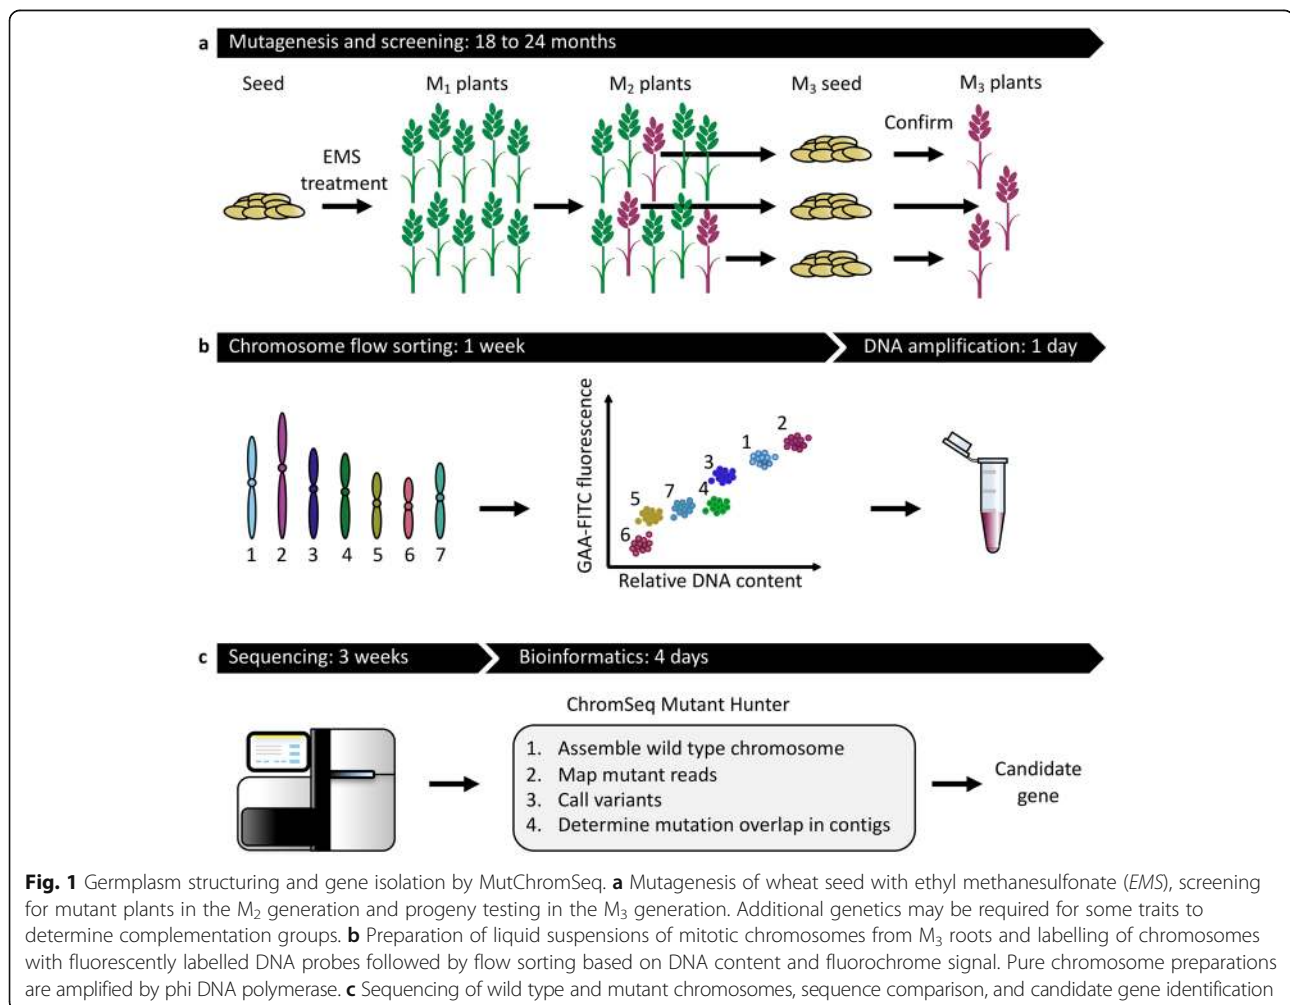 a Mutagenesis and screening: 18 to 24 months
Seed
M₁ plants
M₂ plants
M₃ seed
M₃ plants
EMS
treatment
Confirm
b Chromosome flow sorting: 1 week
DNA amplification: 1 day
1 2 3 4 5 6 7
GAA-FITC fluorescence
2
1
3
5 7 4
6
Relative DNA content
c Sequencing: 3 weeks
Bioinformatics: 4 days
ChromSeq Mutant Hunter
1. Assemble wild type chromosome
2. Map mutant reads
3. Call variants
4. Determine mutation overlap in contigs
Candidate
gene
Fig. 1 Germplasm structuring and gene isolation by MutChromSeq. a Mutagenesis of wheat seed with ethyl methanesulfonate (EMS), screening
for mutant plants in the M₂ generation and progeny testing in the M₃ generation. Additional genetics may be required for some traits to
determine complementation groups. b Preparation of liquid suspensions of mitotic chromosomes from M₃ roots and labelling of chromosomes
with fluorescently labelled DNA probes followed by flow sorting based on DNA content and fluorochrome signal. Pure chromosome preparations
are amplified by phi DNA polymerase. c Sequencing of wild type and mutant chromosomes, sequence comparison, and candidate gene identification